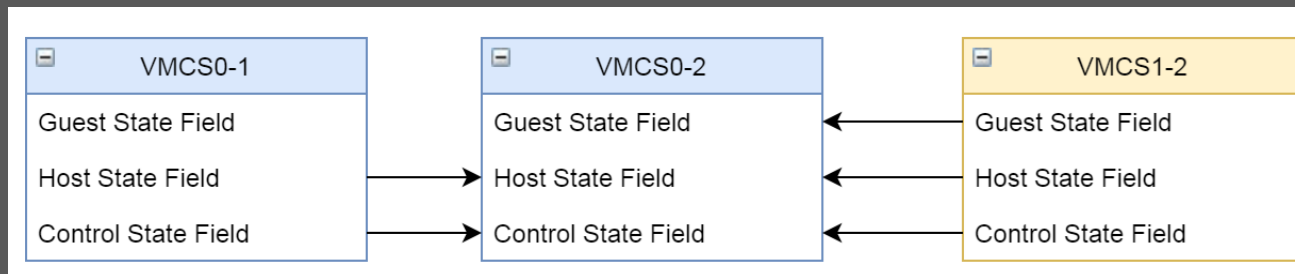 VMCS0-1
Guest State Field
Host State Field
Control State Field
VMCS0-2
Guest State Field
Host State Field
Control State Field
VMCS1-2
Guest State Field
Host State Field
Control State Field